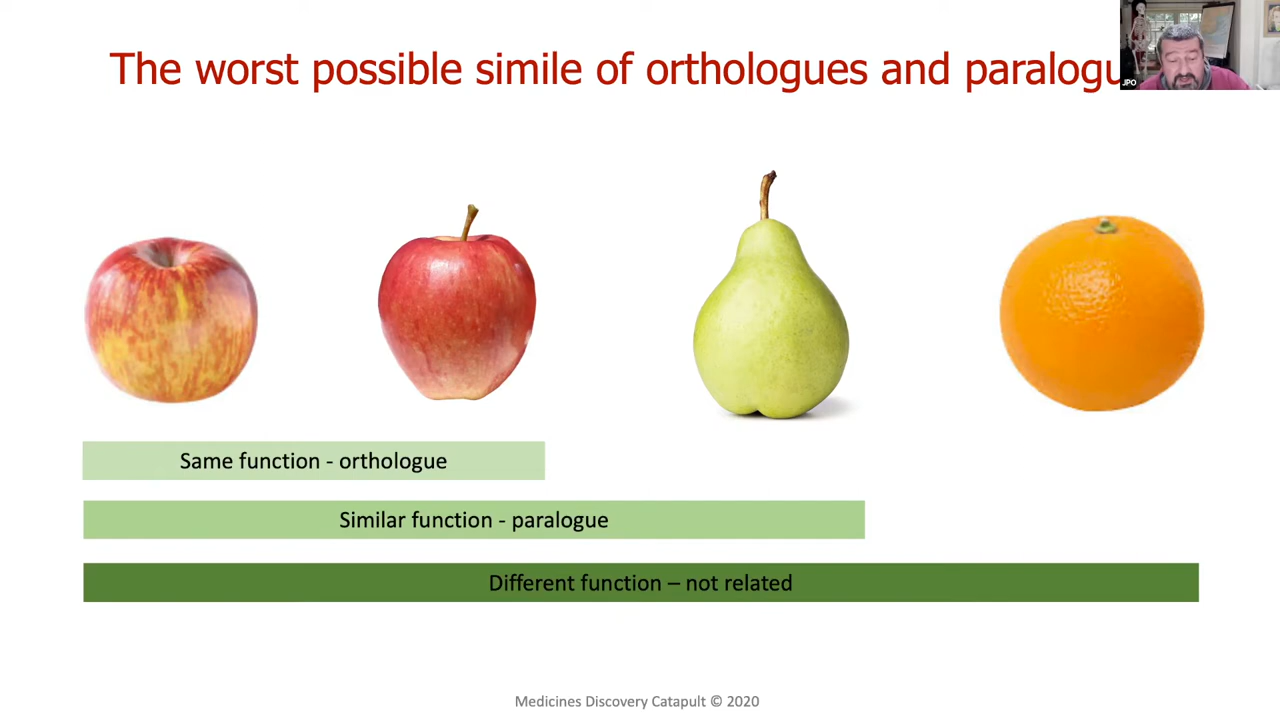 The worst possible simile of orthologues and
JPO
Same function - orthologue
Similar function - paralogue
Different function – not related
Medicines Discovery Catapult © 2020